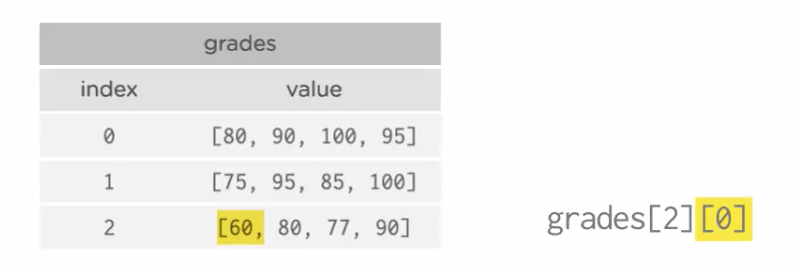 grades
index value
0 [80, 90, 100, 95]
1 [75, 95, 85, 100]
2 [60, 80, 77, 90]
grades[2][0]